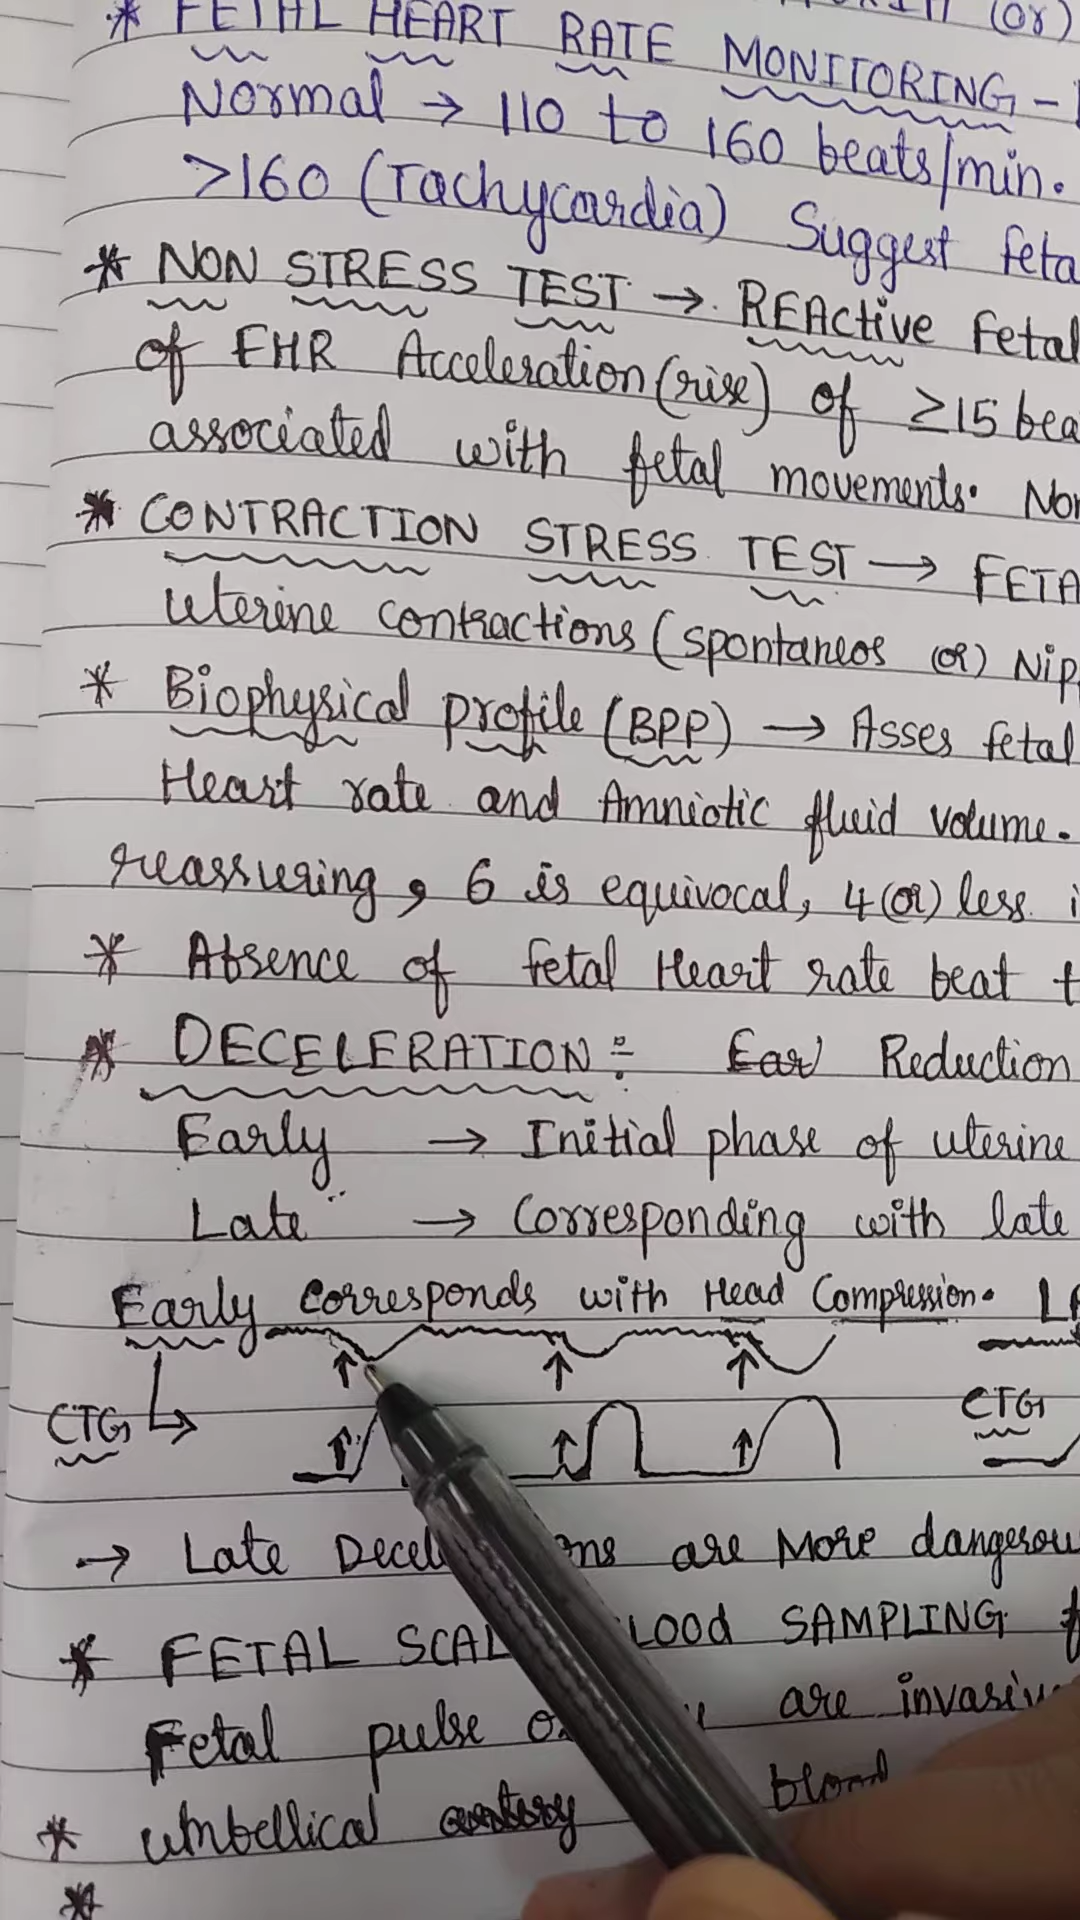 * FETAL HEART RATE MONITORING -
Normal → 110 to 160 beats/min.
>160 (Tachycardia) Suggest feta
* NON STRESS TEST → REActive Fetal
of FHR Acceleration (rise) of ≥15 bea
associated with fetal movements. Nor
* CONTRACTION STRESS TEST → FETA
uterine contractions (spontaneos (or) Nip
* Biophysical profile (BPP) → Asses fetal
Heart rate and Amniotic fluid volume.
reassuring, 6 is equivocal, 4 (or) less i
* Absence of fetal Heart rate beat t
* DECELERATION: Ear Reduction
Early → Initial phase of uterine
Late → Corresponding with late
Early corresponds with Head Compression. LA
CTG CTG
→ Late Decel ons are More dangerou
* FETAL SCAL LOOD SAMPLING f
Fetal pulse o are invasiv
* umbellical blood
*